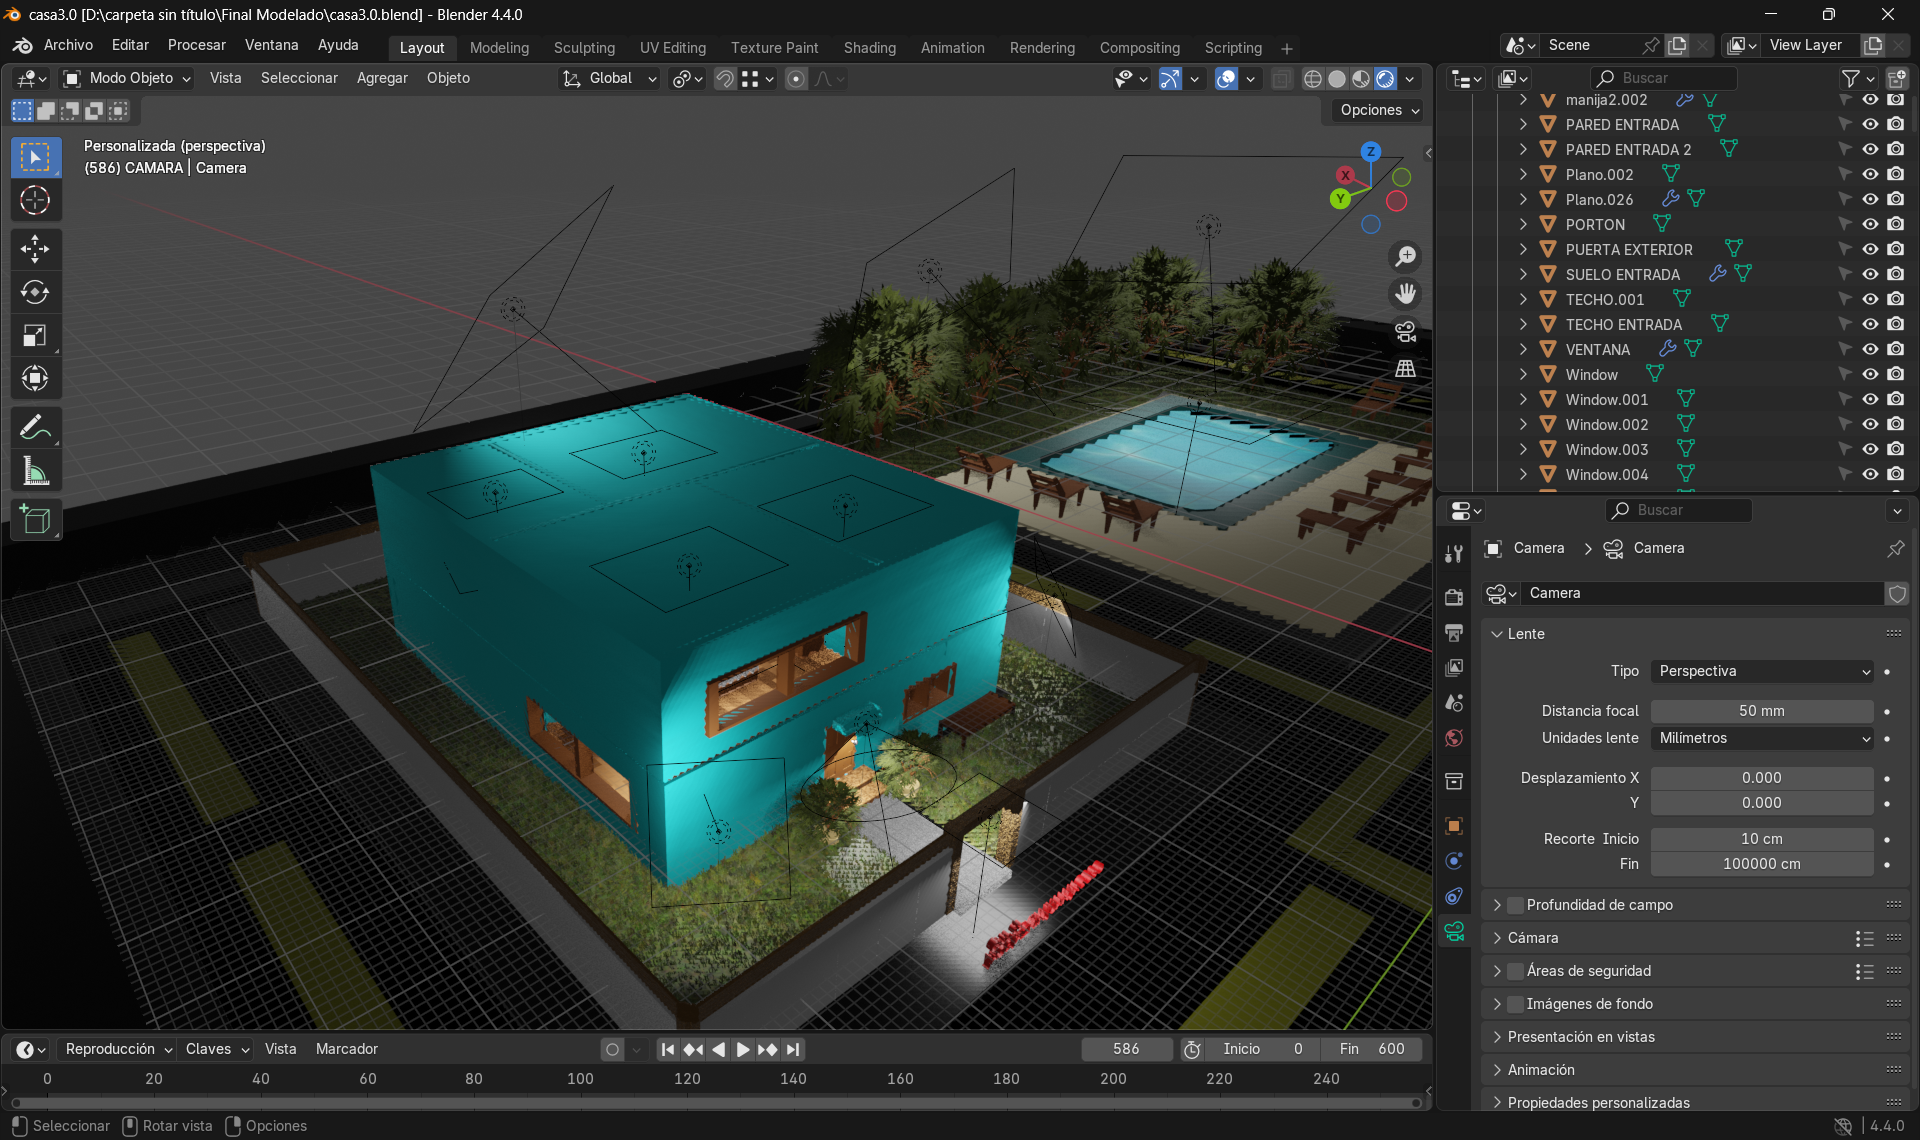 casa3.0 [D:\carpeta sin título\Final Modelado\casa3.0.blend] - Blender 4.4.0
Archivo Editar Procesar Ventana Ayuda
Layout Modeling Sculpting UV Editing Texture Paint Shading Animation Rendering Compositing Scripting +
Scene
View Layer
Modo Objeto Vista Seleccionar Agregar Objeto
Global
Buscar
Opciones
Personalizada (perspectiva)
(586) CAMARA | Camera
Z
X
Y
manija2.002
PARED ENTRADA
PARED ENTRADA 2
Plano.002
Plano.026
PORTON
PUERTA EXTERIOR
SUELO ENTRADA
TECHO.001
TECHO ENTRADA
VENTANA
Window
Window.001
Window.002
Window.003
Window.004
Buscar
Camera > Camera
Camera
Lente
Tipo Perspectiva
Distancia focal 50 mm
Unidades lente Milímetros
Desplazamiento X 0.000
Y 0.000
Recorte Inicio 10 cm
Fin 100000 cm
Profundidad de campo
Cámara
Áreas de seguridad
Imágenes de fondo
Presentación en vistas
Animación
Propiedades personalizadas
Reproducción Claves Vista Marcador
586 Inicio 0 Fin 600
0 20 40 60 80 100 120 140 160 180 200 220 240
Seleccionar Rotar vista Opciones
4.4.0